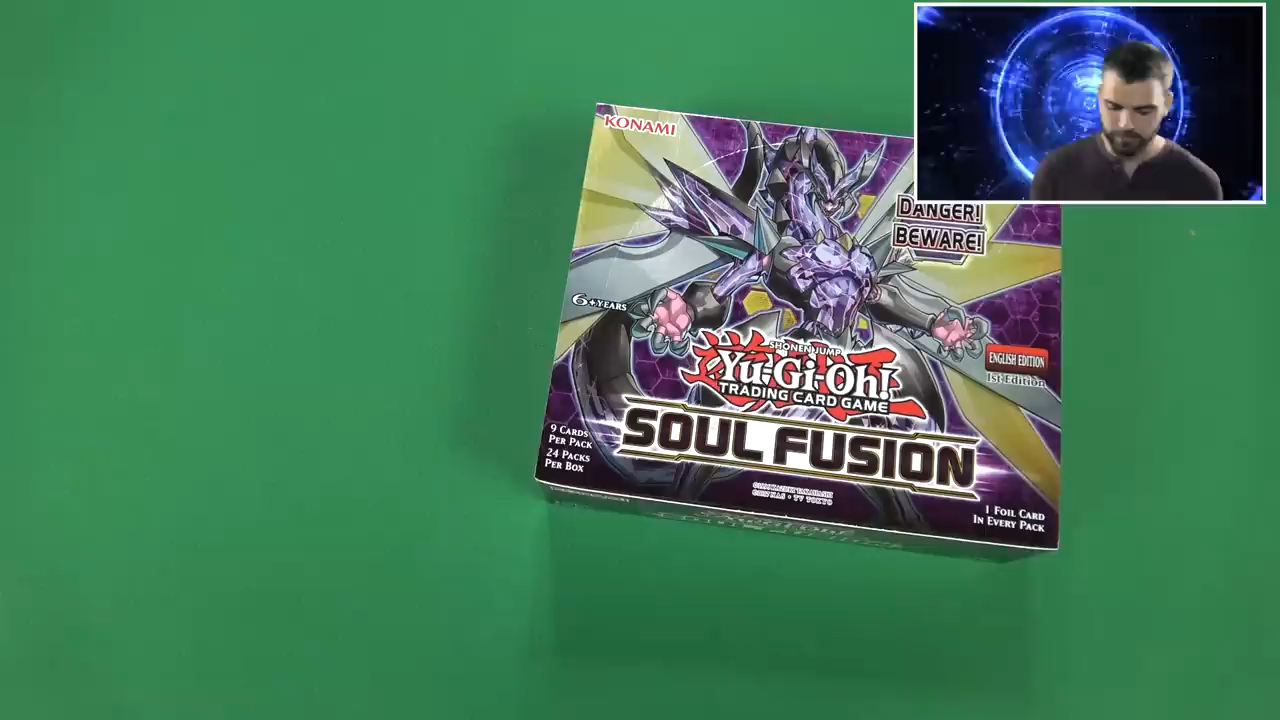 KONAMI
DANGER!
BEWARE!
6+YEARS
SHONEN JUMP
Yu-Gi-Oh!
TRADING CARD GAME
ENGLISH EDITION
1st Edition
SOUL FUSION
9 CARDS
PER PACK
24 PACKS
PER BOX
1 FOIL CARD
IN EVERY PACK